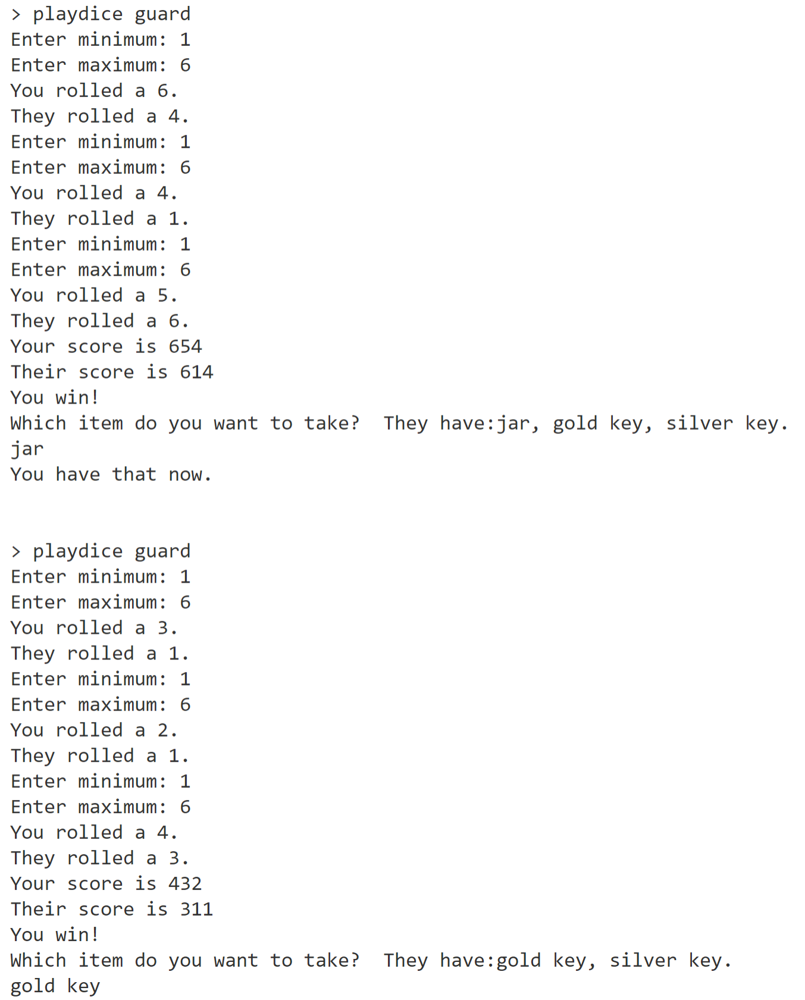 > playdice guard
Enter minimum: 1
Enter maximum: 6
You rolled a 6.
They rolled a 4.
Enter minimum: 1
Enter maximum: 6
You rolled a 4.
They rolled a 1.
Enter minimum: 1
Enter maximum: 6
You rolled a 5.
They rolled a 6.
Your score is 654
Their score is 614
You win!
Which item do you want to take?  They have:jar, gold key, silver key.
jar
You have that now.
> playdice guard
Enter minimum: 1
Enter maximum: 6
You rolled a 3.
They rolled a 1.
Enter minimum: 1
Enter maximum: 6
You rolled a 2.
They rolled a 1.
Enter minimum: 1
Enter maximum: 6
You rolled a 4.
They rolled a 3.
Your score is 432
Their score is 311
You win!
Which item do you want to take?  They have:gold key, silver key.
gold key